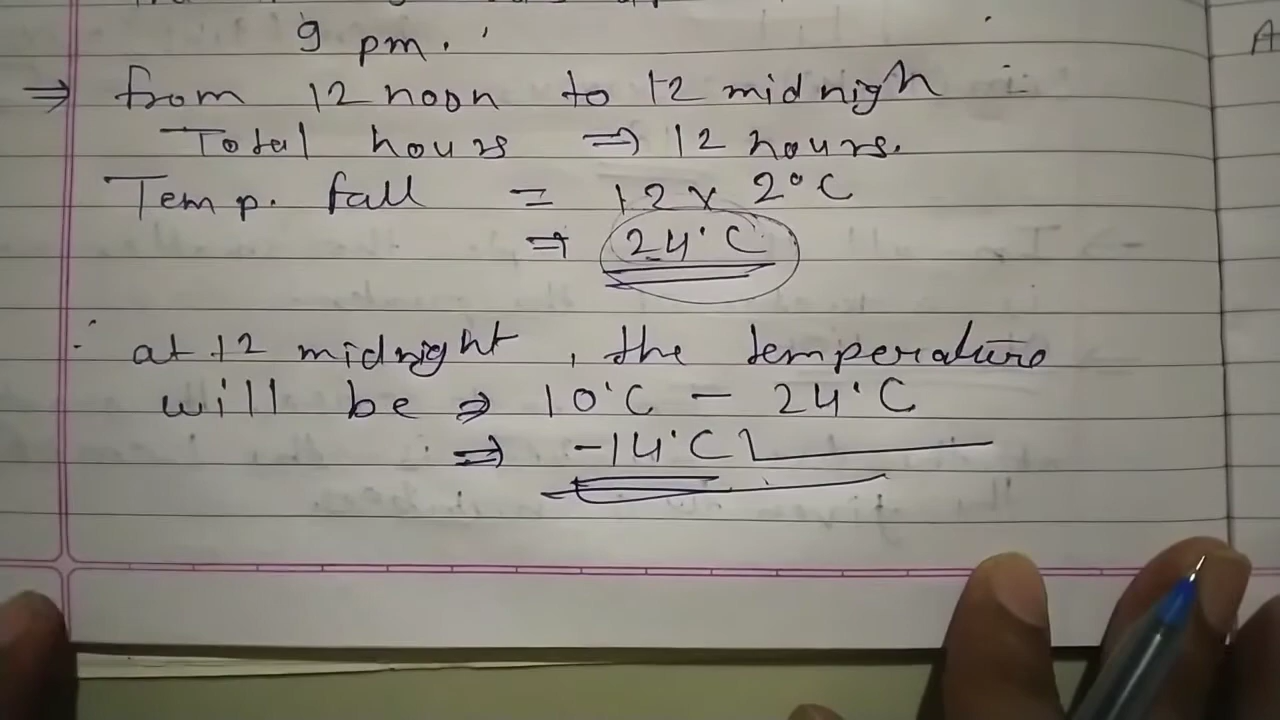 9 pm.
⇒ from 12 noon to 12 midnigh :
Total hours ⇒ 12 hours.
Temp. fall = 12 x 2°C
⇒ 24°C
∴ at 12 midnight, the temperature
will be ⇒ 10°C - 24°C
⇒ -14°C
A